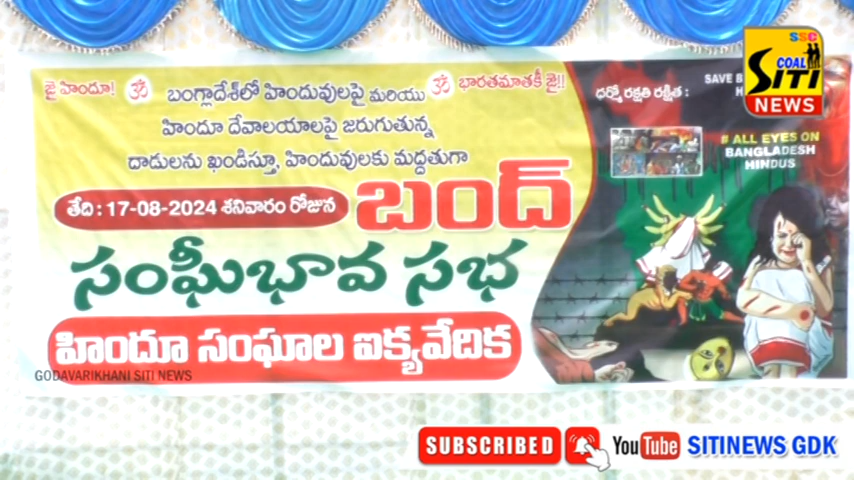 జై హిందూ! ॐ బంగ్లాదేశ్‌లో హిందువులపై మరియు ॐ భారతమాతకీ జై!!
హిందూ దేవాలయాలపై జరుగుతున్న
దాడులను ఖండిస్తూ, హిందువులకు మద్దతుగా
తేది : 17-08-2024 శనివారం రోజున బంద్
సంఘీభావ సభ
హిందూ సంఘాల ఐక్యవేదిక
ధర్మో రక్షతి రక్షిత :
SAVE
# ALL EYES ON
BANGLADESH
HINDUS
ssc
COAL
SITI
NEWS
GODAVARIKHANI SITI NEWS
SUBSCRIBED YouTube SITINEWS GDK